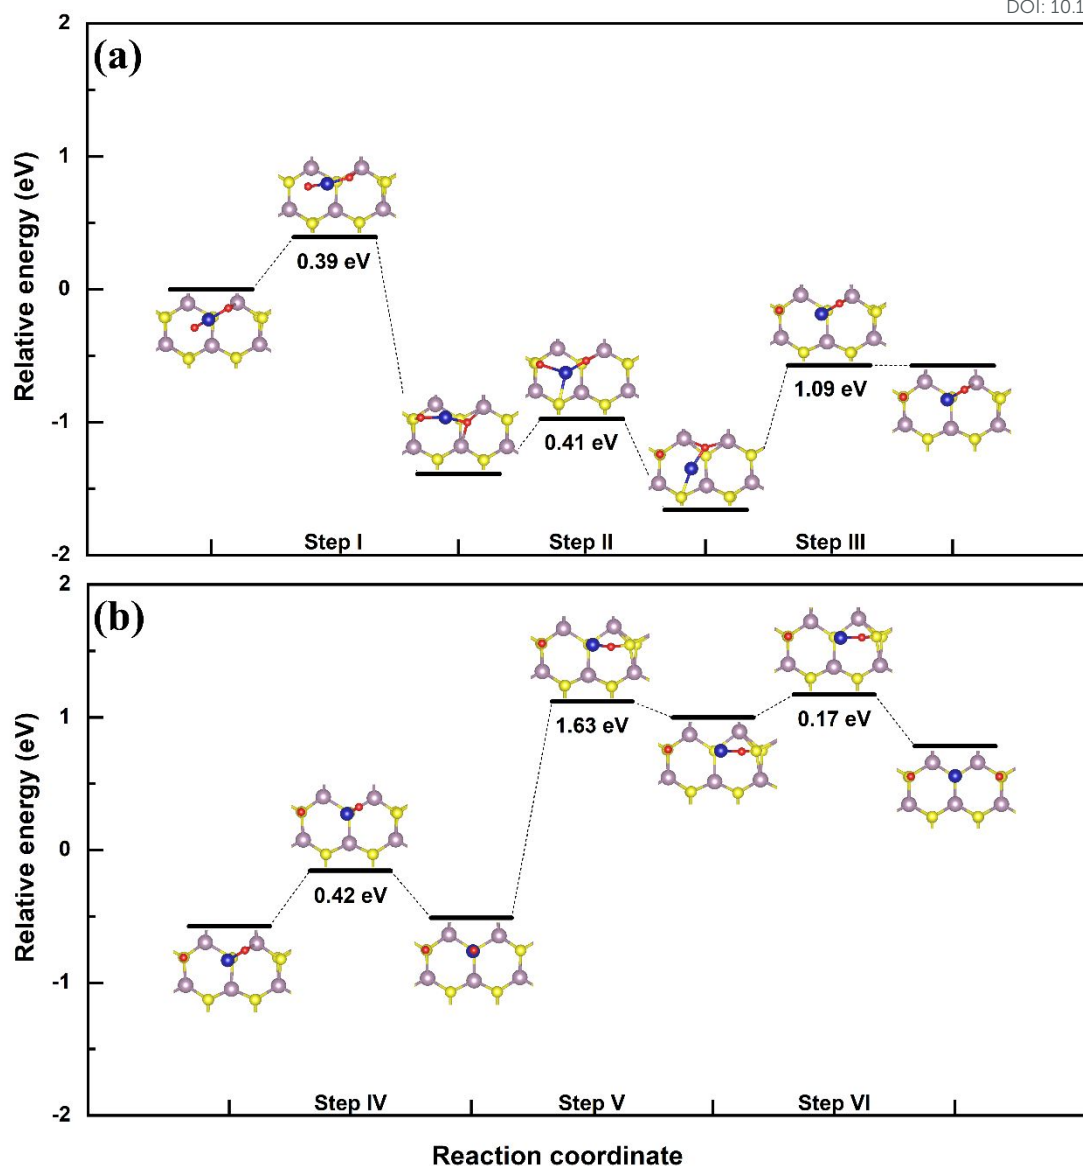 DOI: 10.1
2
(a)
1
0.39 eV
0
1.09 eV
-1
0.41 eV
Relative energy (eV)
Step I
Step II
Step III
-2
2
(b)
1
1.63 eV
0.17 eV
0
0.42 eV
-1
Relative energy (eV)
Step IV
Step V
Step VI
-2
Reaction coordinate